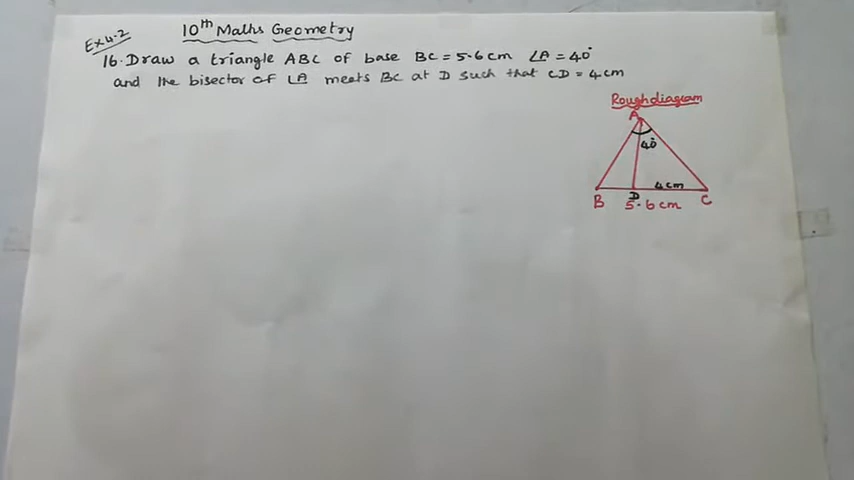 Ex 4.2
10th Maths Geometry
16. Draw a triangle ABC of base BC = 5.6 cm ∠A = 40°
and the bisector of ∠A meets BC at D such that CD = 4 cm
Rough diagram
A
40°
4 cm
B D C
5.6 cm